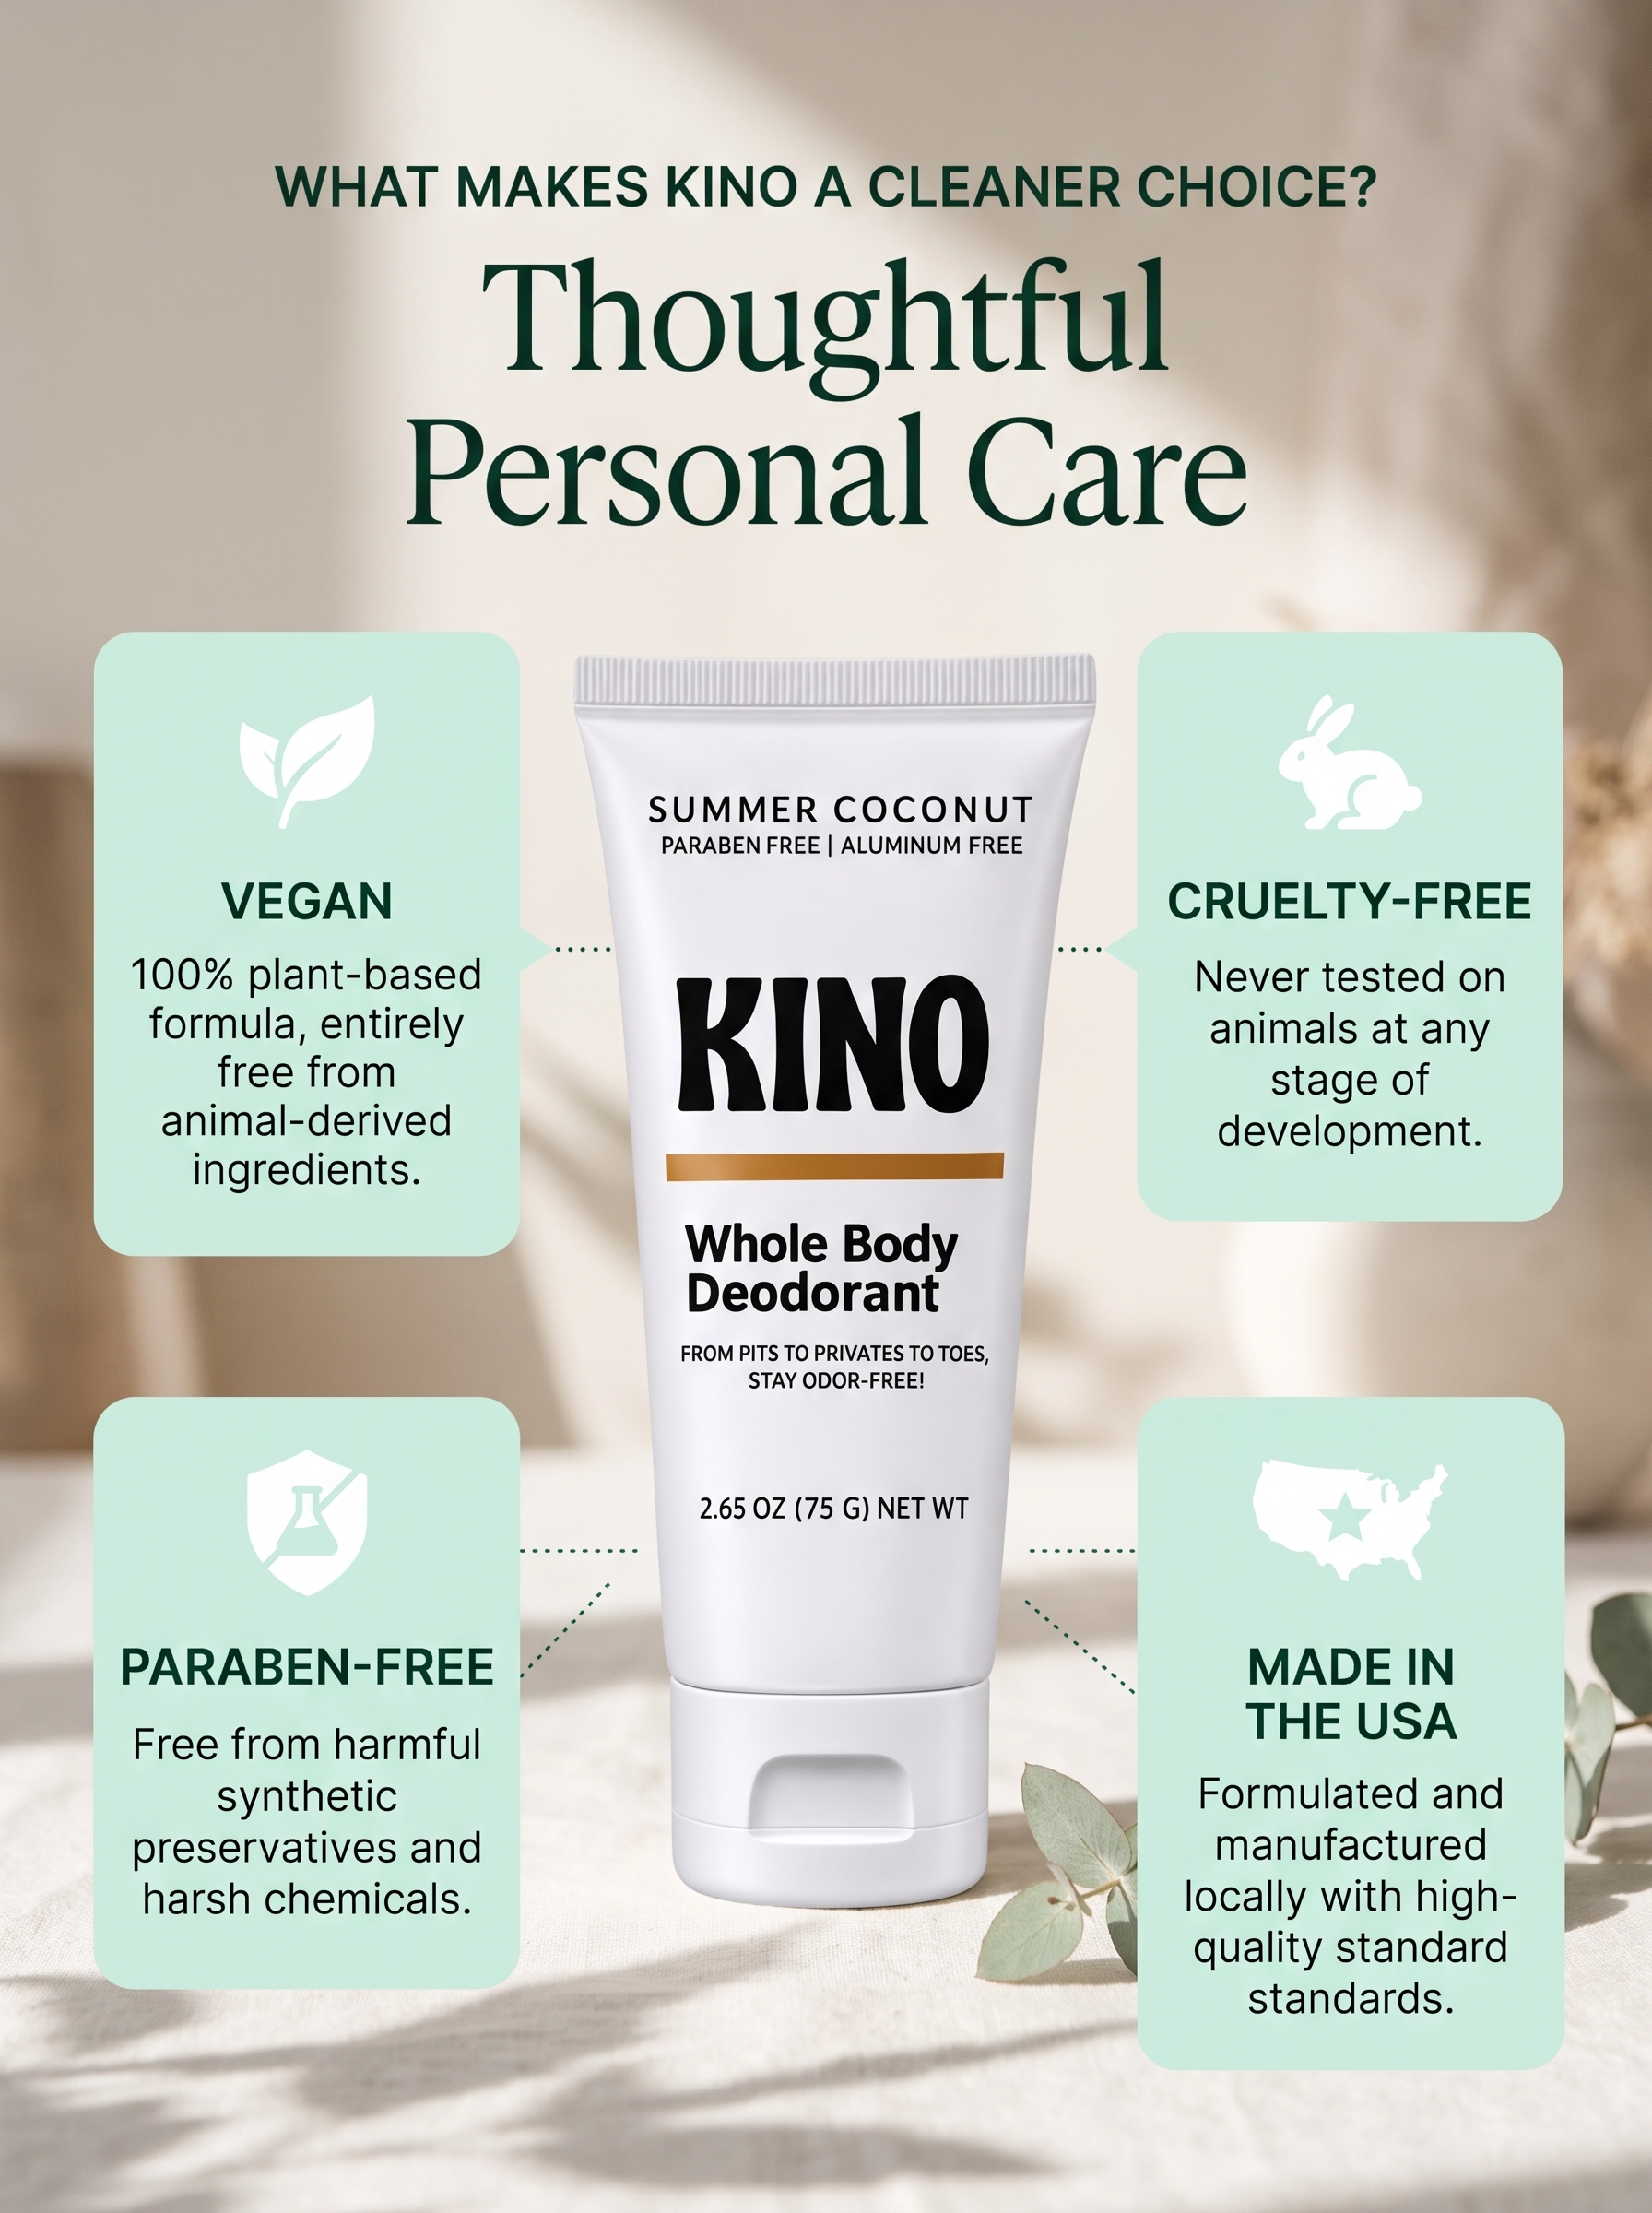 WHAT MAKES KINO A CLEANER CHOICE?
Thoughtful
Personal Care
VEGAN
100% plant-based
formula, entirely
free from
animal-derived
ingredients.
CRUELTY-FREE
Never tested on
animals at any
stage of
development.
SUMMER COCONUT
PARABEN FREE | ALUMINUM FREE
KINO
Whole Body
Deodorant
FROM PITS TO PRIVATES TO TOES,
STAY ODOR-FREE!
2.65 OZ (75 G) NET WT
PARABEN-FREE
Free from harmful
synthetic
preservatives and
harsh chemicals.
MADE IN
THE USA
Formulated and
manufactured
locally with high-
quality standard
standards.